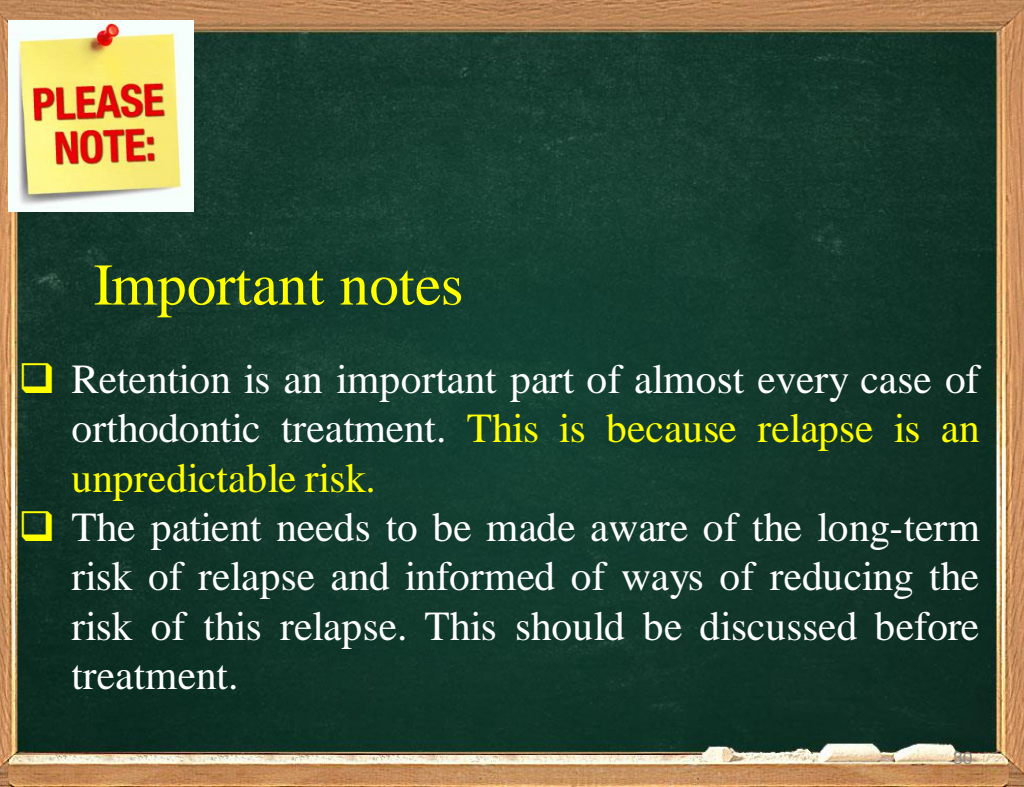 PLEASE
NOTE:
Important notes
❑ Retention is an important part of almost every case of
orthodontic treatment. This is because relapse is an
unpredictable risk.
❑ The patient needs to be made aware of the long-term
risk of relapse and informed of ways of reducing the
risk of this relapse. This should be discussed before
treatment.